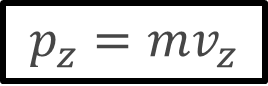 p_z = mv_z